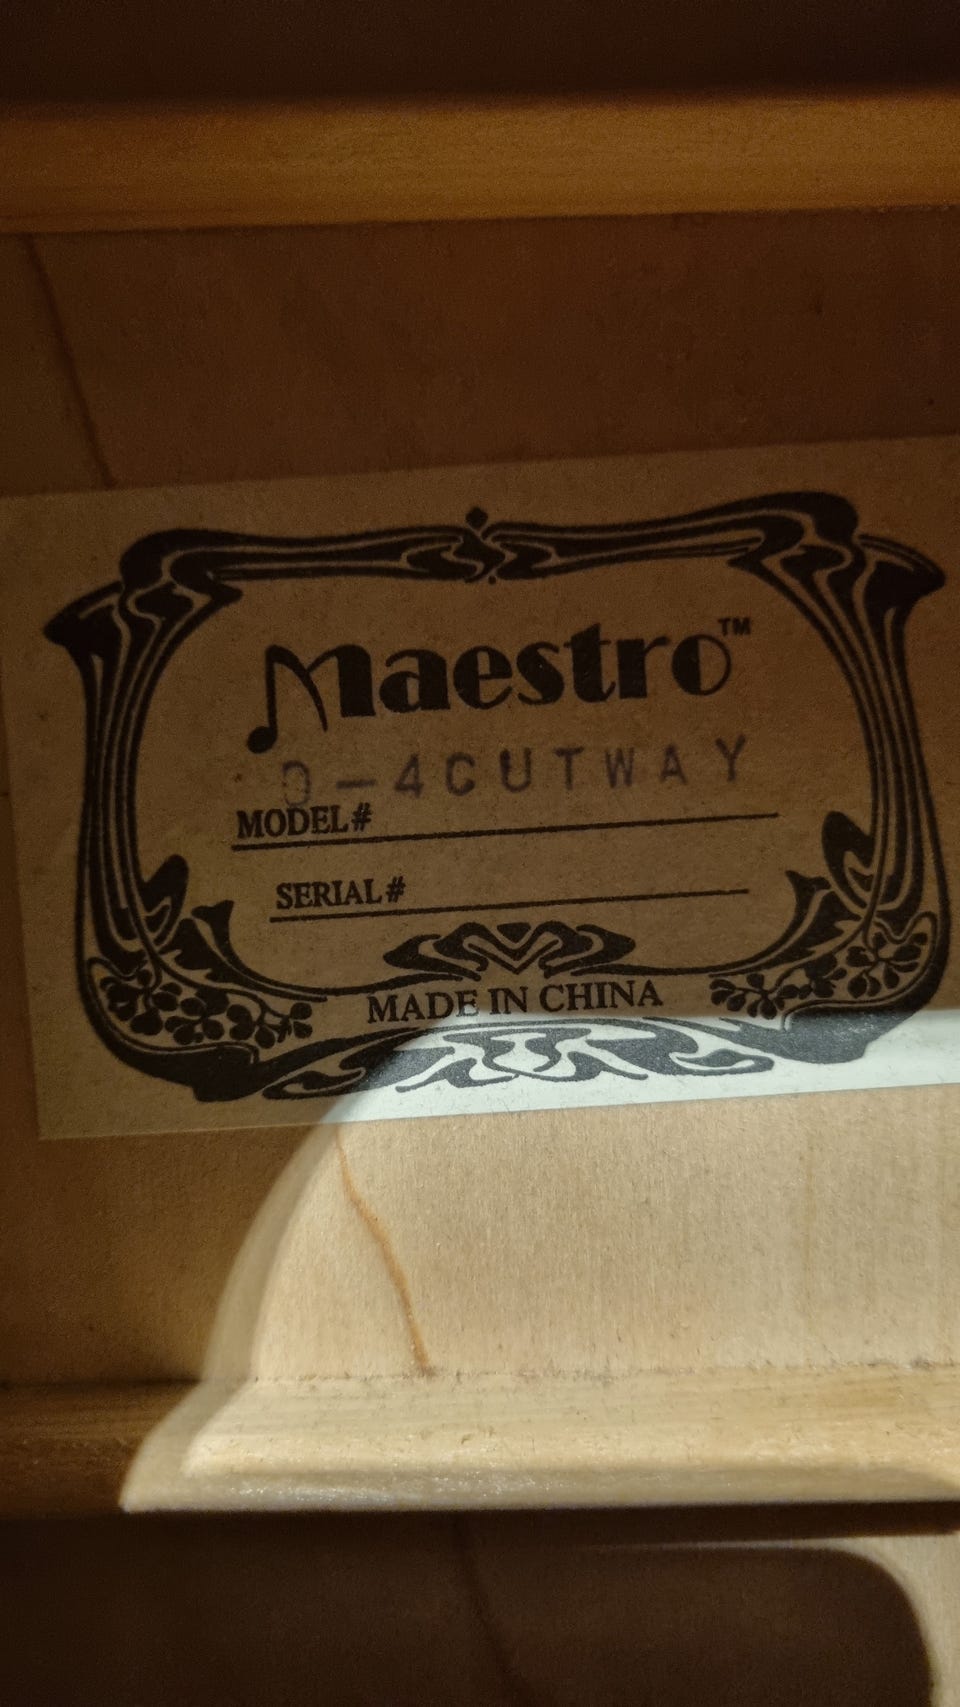 Maestro™
D-4CUTWAY
MODEL#
SERIAL#
MADE IN CHINA